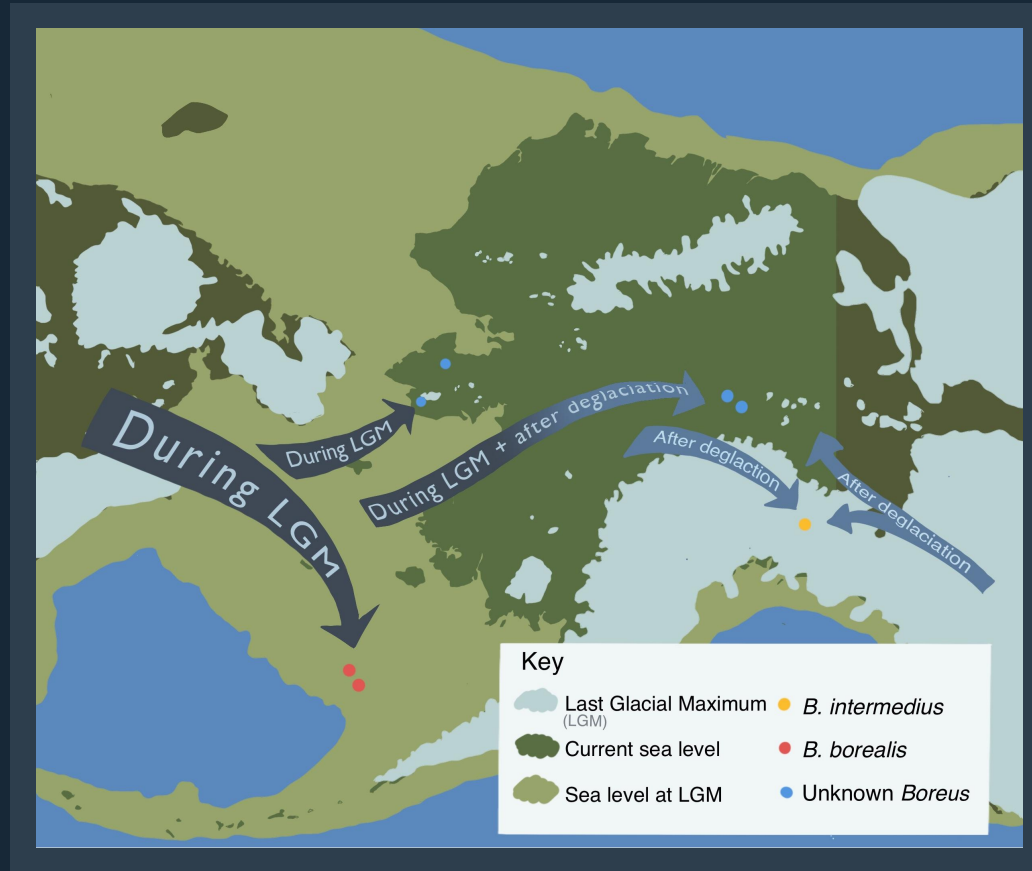 During LGM
During LGM
During LGM + after deglaciation
After deglaction
After deglaciation
Key
Last Glacial Maximum
(LGM)
Current sea level
Sea level at LGM
B. intermedius
B. borealis
Unknown Boreus